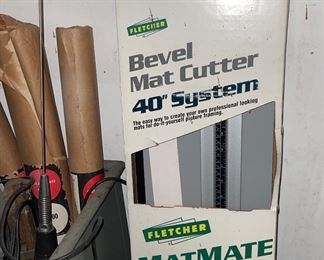 FLETCHER
Bevel
Mat Cutter
40" System
The easy way to create your own professional looking
mats for do-it-yourself picture framing.
FLETCHER
MATMATE